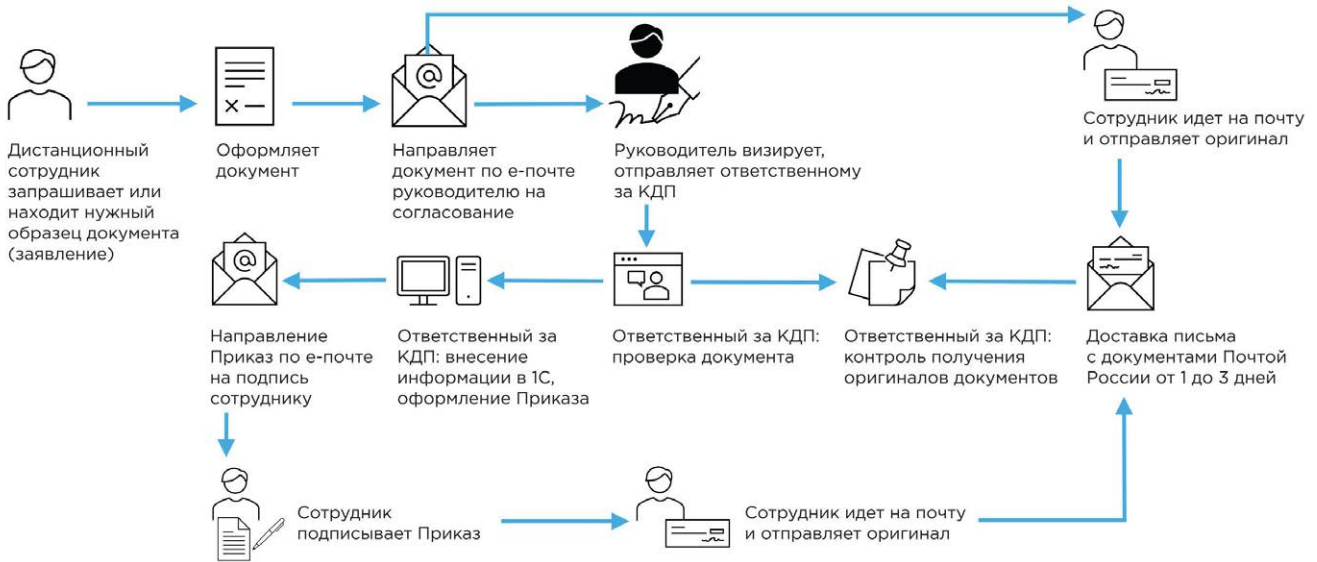 Сотрудник идет на почту
и отправляет оригинал
Дистанционный
сотрудник
запрашивает или
находит нужный
образец документа
(заявление)
Оформляет
документ
Направляет
документ по е-почте
руководителю на
согласование
Руководитель визирует,
отправляет ответственному
за КДП
Направление
Приказ по е-почте
на подпись
сотруднику
Ответственный за
КДП: внесение
информации в 1С,
оформление Приказа
Ответственный за КДП:
проверка документа
Ответственный за КДП:
контроль получения
оригиналов документов
Доставка письма
с документами Почтой
России от 1 до 3 дней
Сотрудник
подписывает Приказ
Сотрудник идет на почту
и отправляет оригинал